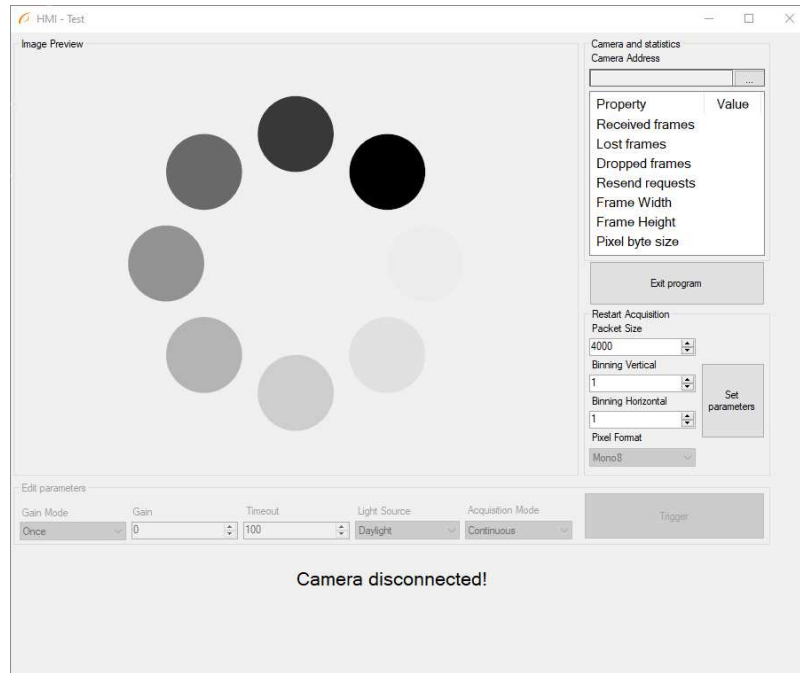 HMI - Test
Image Preview
Camera and statistics
Camera Address
...
Property Value
Received frames
Lost frames
Dropped frames
Resend requests
Frame Width
Frame Height
Pixel byte size
Exit program
Restart Acquisition
Packet Size
4000
Binning Vertical
1
Binning Horizontal
1
Set
parameters
Pixel Format
Mono8
Edit parameters
Gain Mode Gain Timeout Light Source Acquisition Mode
Once 0 100 Daylight Continuous
Trigger
Camera disconnected!